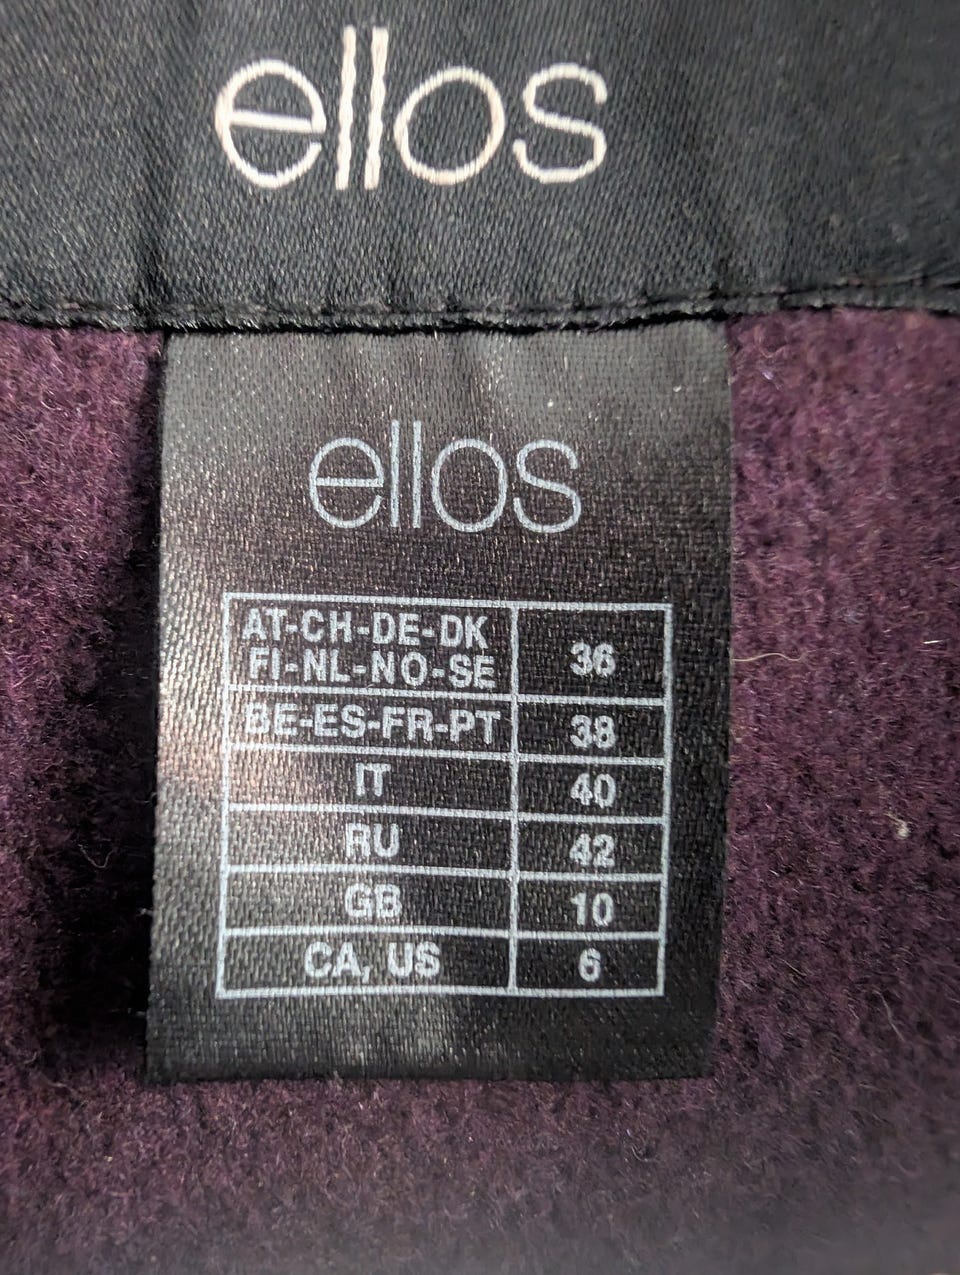 ellos
ellos
AT-CH-DE-DK
FI-NL-NO-SE
36
BE-ES-FR-PT 38
IT 40
RU 42
GB 10
CA, US 6